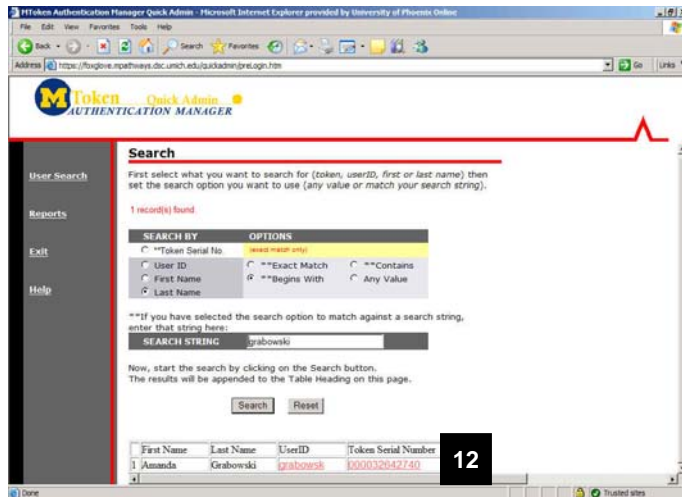 MToken Authentication Manager Quick Admin - Microsoft Internet Explorer provided by University of Phoenix Online
File Edit View Favorites Tools Help
Back Search Favorites
Address https://foxglove.mpathways.dsc.umich.edu/quickadmin/preLogin.htm Go Links
M Token Quick Admin
AUTHENTICATION MANAGER
Search
User Search
First select what you want to search for (token, userID, first or last name) then
set the search option you want to use (any value or match your search string).
Reports
1 record(s) found
SEARCH BY OPTIONS
Exit
**Token Serial No. (exact match only)
User ID **Exact Match **Contains
First Name **Begins With Any Value
Help
Last Name
**If you have selected the search option to match against a search string,
enter that string here:
SEARCH STRING grabowski
Now, start the search by clicking on the Search button.
The results will be appended to the Table Heading on this page.
Search Reset
First Name Last Name UserID Token Serial Number
12
1 Amanda Grabowski grabowsk 000032642740
Done Trusted sites